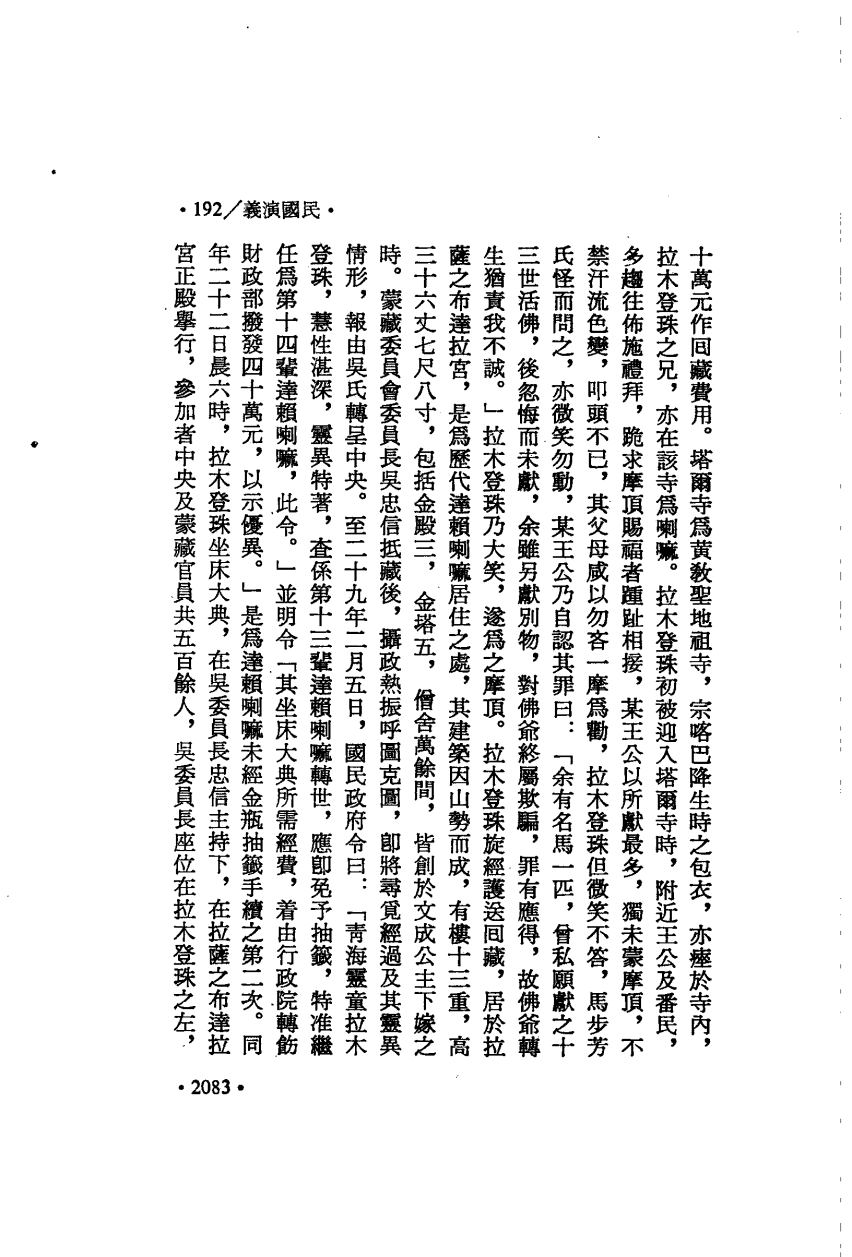 •192/義演國民•
十萬元作回藏費用。塔爾寺爲黃敎聖地祖寺，宗喀巴降生時之包衣，亦瘞於寺內，
拉木登珠之兄，亦在該寺爲喇嘛。拉木登珠初被迎入塔爾寺時，附近王公及番民，
多趨往佈施禮拜，跪求摩頂賜福者踵趾相接，某王公以所獻最多，獨未蒙摩頂，不
禁汗流色變，叩頭不已，其父母咸以勿吝一摩爲勸，拉木登珠但微笑不答，馬步芳
氏怪而問之，亦微笑勿動，某王公乃自認其罪曰：「余有名馬一匹，曾私願獻之十
三世活佛，後忽悔而未獻，余雖另獻別物，對佛爺終屬欺騙，罪有應得，故佛爺轉
生猶責我不誠。」拉木登珠乃大笑，遂爲之摩頂。拉木登珠旋經護送回藏，居於拉
薩之布達拉宮，是爲歷代達賴喇嘛居住之處，其建築因山勢而成，有樓十三重，高
三十六丈七尺八寸，包括金殿三，金塔五，僧舍萬餘間，皆創於文成公主下嫁之
時。蒙藏委員會委員長吳忠信抵藏後，攝政熱振呼圖克圖，卽將尋覓經過及其靈異
情形，報由吳氏轉呈中央。至二十九年二月五日，國民政府令曰：「靑海靈童拉木
登珠，慧性湛深，靈異特著，査係第十三輩達賴喇嘛轉世，應卽免予抽籤，特准繼
任爲第十四輩達賴喇嘛，此令。」並明令「其坐床大典所需經費，着由行政院轉飭
財政部撥發四十萬元，以示優異。」是爲達賴喇嘛未經金瓶抽籤手續之第二次。同
年二十二日晨六時，拉木登珠坐床大典，在吳委員長忠信主持下，在拉薩之布達拉
宮正殿擧行，參加者中央及蒙藏官員共五百餘人，吳委員長座位在拉木登珠之左，
•2083•